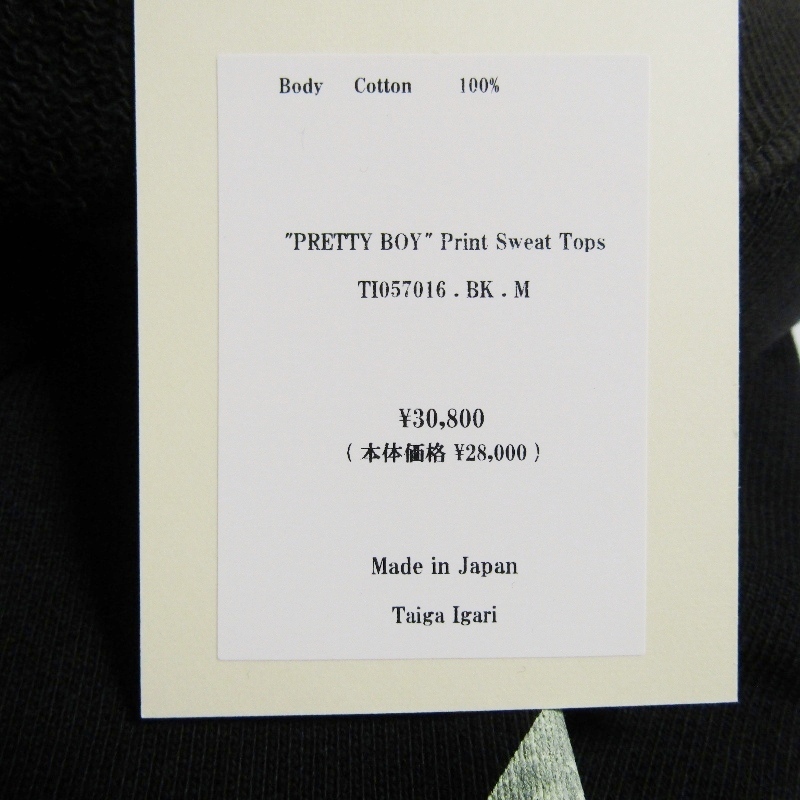 Body Cotton 100%
"PRETTY BOY" Print Sweat Tops
TI057016 . BK . M
¥30,800
( 本体価格 ¥28,000 )
Made in Japan
Taiga Igari